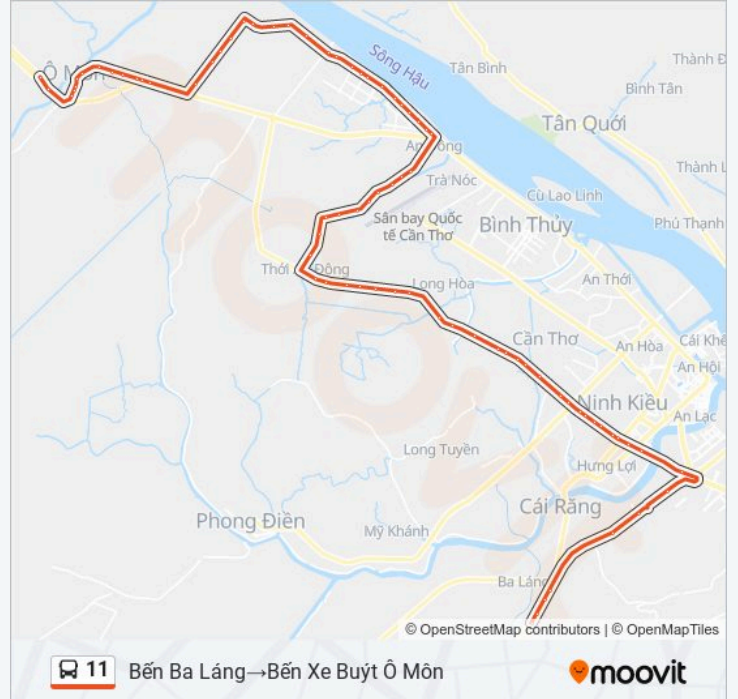 Ô Môn
Sông Hậu
Tân Bình
Thành Đ
Bình Tân
Tân Quới
Thành L
Trà Nóc
Cù Lao Linh
Phú Thạnh
Sân bay Quốc
tế Cần Thơ
Bình Thủy
Thới
Đông
Long Hòa
An Thới
Cần Thơ
An Hòa
Cái Khế
An Hội
Ninh Kiều
An Lạc
Long Tuyền
Hưng Lợi
Cái Răng
Phong Điền
Mỹ Khánh
Ba Láng
© OpenStreetMap contributors | © OpenMapTiles
11 Bến Ba Láng→Bến Xe Buýt Ô Môn
moovit